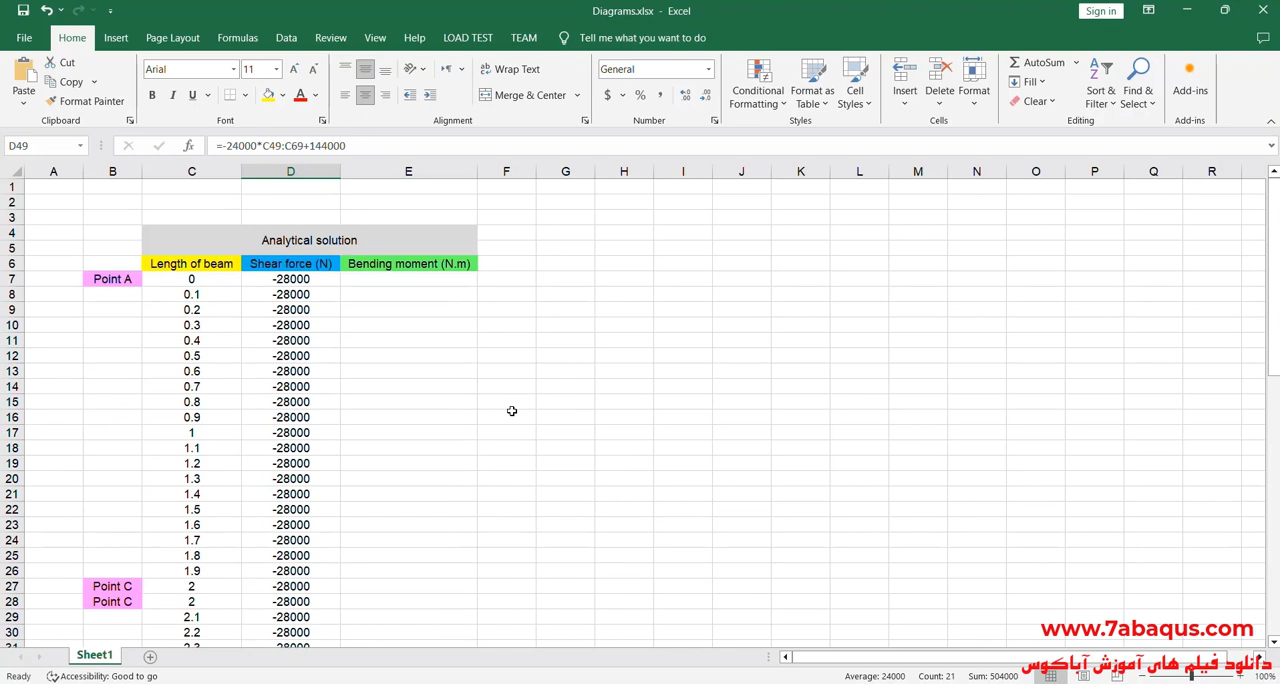 Diagrams.xlsx - Excel
Sign in
File Home Insert Page Layout Formulas Data Review View Help LOAD TEST TEAM Tell me what you want to do
Paste Cut Copy Format Painter Clipboard
Arial 11 A A B I U A Font
Wrap Text Merge & Center Alignment
General $ % , Number
Conditional Formatting Format as Table Cell Styles Styles
Insert Delete Format Cells
AutoSum Fill Clear Sort & Filter Find & Select Editing
Add-ins Add-ins
D49 fx =-24000*C49:C69+144000
A B C D E F G H I J K L M N O P Q R
1
2
3
4
Analytical solution
5
6 Length of beam Shear force (N) Bending moment (N.m)
7 Point A 0 -28000
8 0.1 -28000
9 0.2 -28000
10 0.3 -28000
11 0.4 -28000
12 0.5 -28000
13 0.6 -28000
14 0.7 -28000
15 0.8 -28000
16 0.9 -28000
17 1 -28000
18 1.1 -28000
19 1.2 -28000
20 1.3 -28000
21 1.4 -28000
22 1.5 -28000
23 1.6 -28000
24 1.7 -28000
25 1.8 -28000
26 1.9 -28000
27 Point C 2 -28000
28 Point C 2 -28000
29 2.1 -28000
30 2.2 -28000
31 2.3 -28000
www.7abaqus.com
Sheet1
دانلود فیلم های آموزش آباکوس
Ready Accessibility: Good to go Average: 24000 Count: 21 Sum: 504000 100%